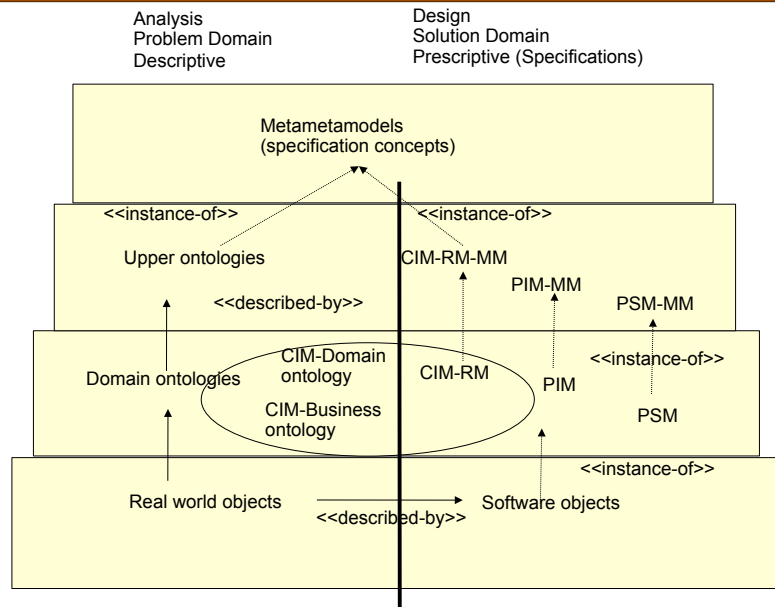 Analysis
Problem Domain
Descriptive
Design
Solution Domain
Prescriptive (Specifications)
Metametamodels
(specification concepts)
<<instance-of>>
<<instance-of>>
Upper ontologies
CIM-RM-MM
PIM-MM
<<described-by>>
PSM-MM
CIM-Domain
ontology
<<instance-of>>
Domain ontologies
CIM-RM
PIM
CIM-Business
ontology
PSM
<<instance-of>>
Real world objects
Software objects
<<described-by>>